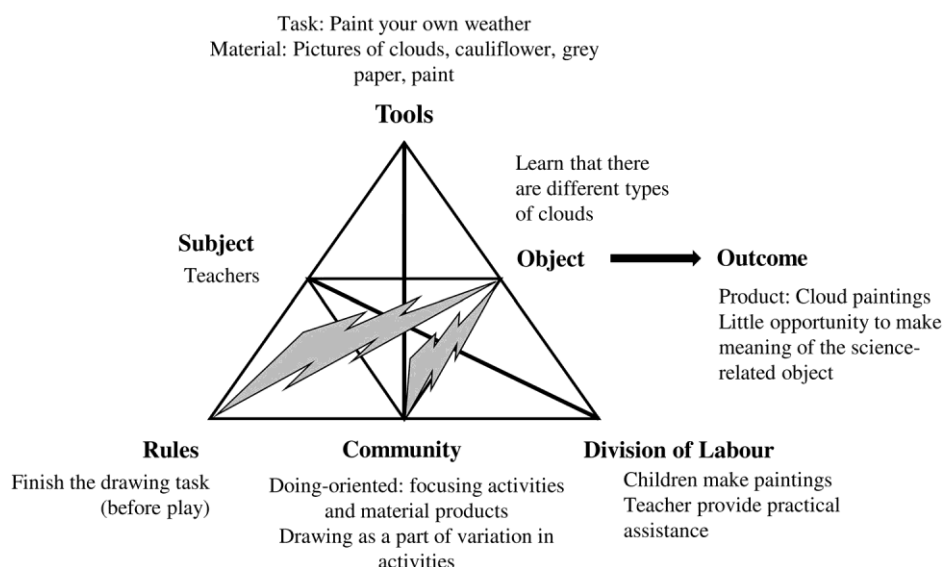 Task: Paint your own weather
Material: Pictures of clouds, cauliflower, grey
paper, paint
Tools
Learn that there
are different types
of clouds
Subject
Teachers
Object
Outcome
Product: Cloud paintings
Little opportunity to make
meaning of the science-
related object
Rules
Finish the drawing task
(before play)
Community
Doing-oriented: focusing activities
and material products
Drawing as a part of variation in
activities
Division of Labour
Children make paintings
Teacher provide practical
assistance